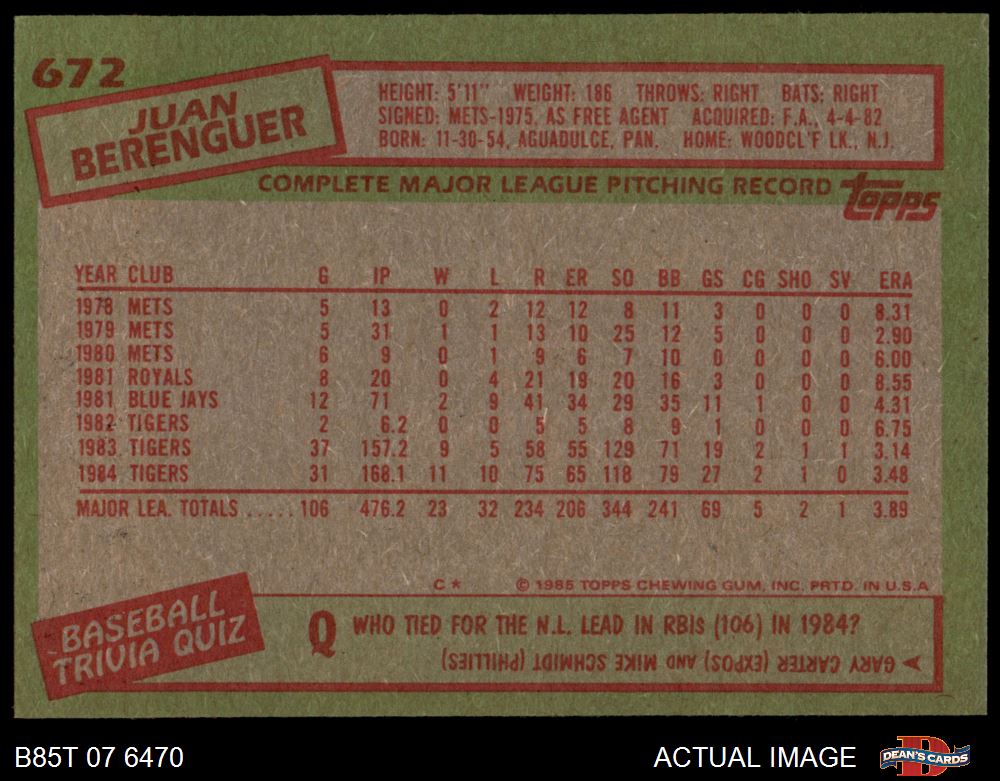 672
JUAN
BERENGUER
HEIGHT: 5'11" WEIGHT: 186 THROWS: RIGHT BATS: RIGHT
SIGNED: METS-1975, AS FREE AGENT ACQUIRED: F.A., 4-4-82
BORN: 11-30-54, AGUADULCE, PAN. HOME: WOODCL'F LK., N.J.
COMPLETE MAJOR LEAGUE PITCHING RECORD
topps
YEAR CLUB G IP W L R ER SO BB GS CG SHO SV ERA
1978 METS 5 13 0 2 12 12 8 11 3 0 0 0 8.31
1979 METS 5 31 1 1 13 10 25 12 5 0 0 0 2.90
1980 METS 6 9 0 1 9 6 7 10 0 0 0 0 6.00
1981 ROYALS 8 20 0 4 21 19 20 16 3 0 0 0 8.55
1981 BLUE JAYS 12 71 2 9 41 34 29 35 11 1 0 0 4.31
1982 TIGERS 2 6.2 0 0 5 5 8 9 1 0 0 0 6.75
1983 TIGERS 37 157.2 9 5 58 55 129 71 19 2 1 1 3.14
1984 TIGERS 31 168.1 11 10 75 65 118 79 27 2 1 0 3.48
MAJOR LEA. TOTALS ..... 106 476.2 23 32 234 206 344 241 69 5 2 1 3.89
C* © 1985 TOPPS CHEWING GUM, INC. PRTD. IN U.S.A
BASEBALL
TRIVIA QUIZ
Q WHO TIED FOR THE N.L. LEAD IN RBIs (106) IN 1984?
GARY CARTER (EXPOS) AND MIKE SCHMIDT (PHILLIES)
B85T 07 6470
ACTUAL IMAGE
DEAN'S CARDS